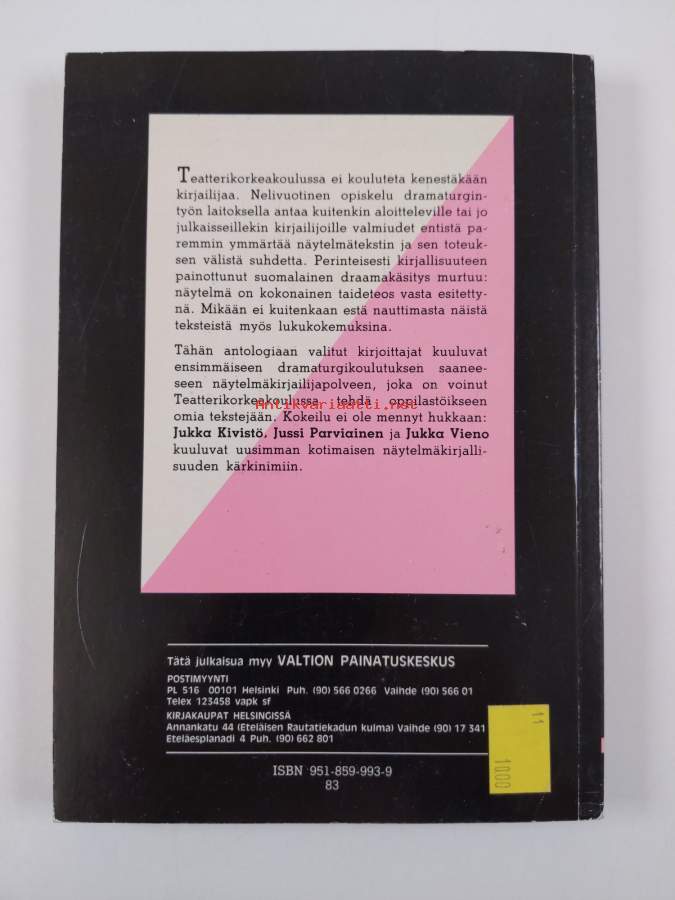 Teatterikorkeakoulussa ei kouluteta kenestäkään
kirjailijaa. Nelivuotinen opiskelu dramaturgin-
työn laitoksella antaa kuitenkin aloitteleville tai jo
julkaisseillekin kirjailijoille valmiudet entistä pa-
remmin ymmärtää näytelmätekstin ja sen toteuk-
sen välistä suhdetta. Perinteisesti kirjallisuuteen
painottunut suomalainen draamakäsitys murtuu:
näytelmä on kokonainen taideteos vasta esitetty-
nä. Mikään ei kuitenkaan estä nauttimasta näistä
teksteistä myös lukukokemuksina.
Tähän antologiaan valitut kirjoittajat kuuluvat
ensimmäiseen dramaturgikoulutuksen saanee-
seen näytelmäkirjailijapolveen, joka on voinut
Teatterikorkeakoulussa tehdä oppilastöikseen
Antikvariaatti.net
omia tekstejään. Kokeilu ei ole mennyt hukkaan:
Jukka Kivistö, Jussi Parviainen ja Jukka Vieno
kuuluvat uusimman kotimaisen näytelmäkirjalli-
suuden kärkinimiin.
Tätä julkaisua myy VALTION PAINATUSKESKUS
POSTIMYYNTI
PL 516 00101 Helsinki Puh. (90) 566 0266 Vaihde (90) 566 01
Telex 123458 vapk sf
KIRJAKAUPAT HELSINGISSÄ
Annankatu 44 (Eteläisen Rautatiekadun kulma) Vaihde (90) 17 341
Eteläesplanadi 4 Puh. (90) 662 801
11
1000
ISBN 951-859-993-9
83